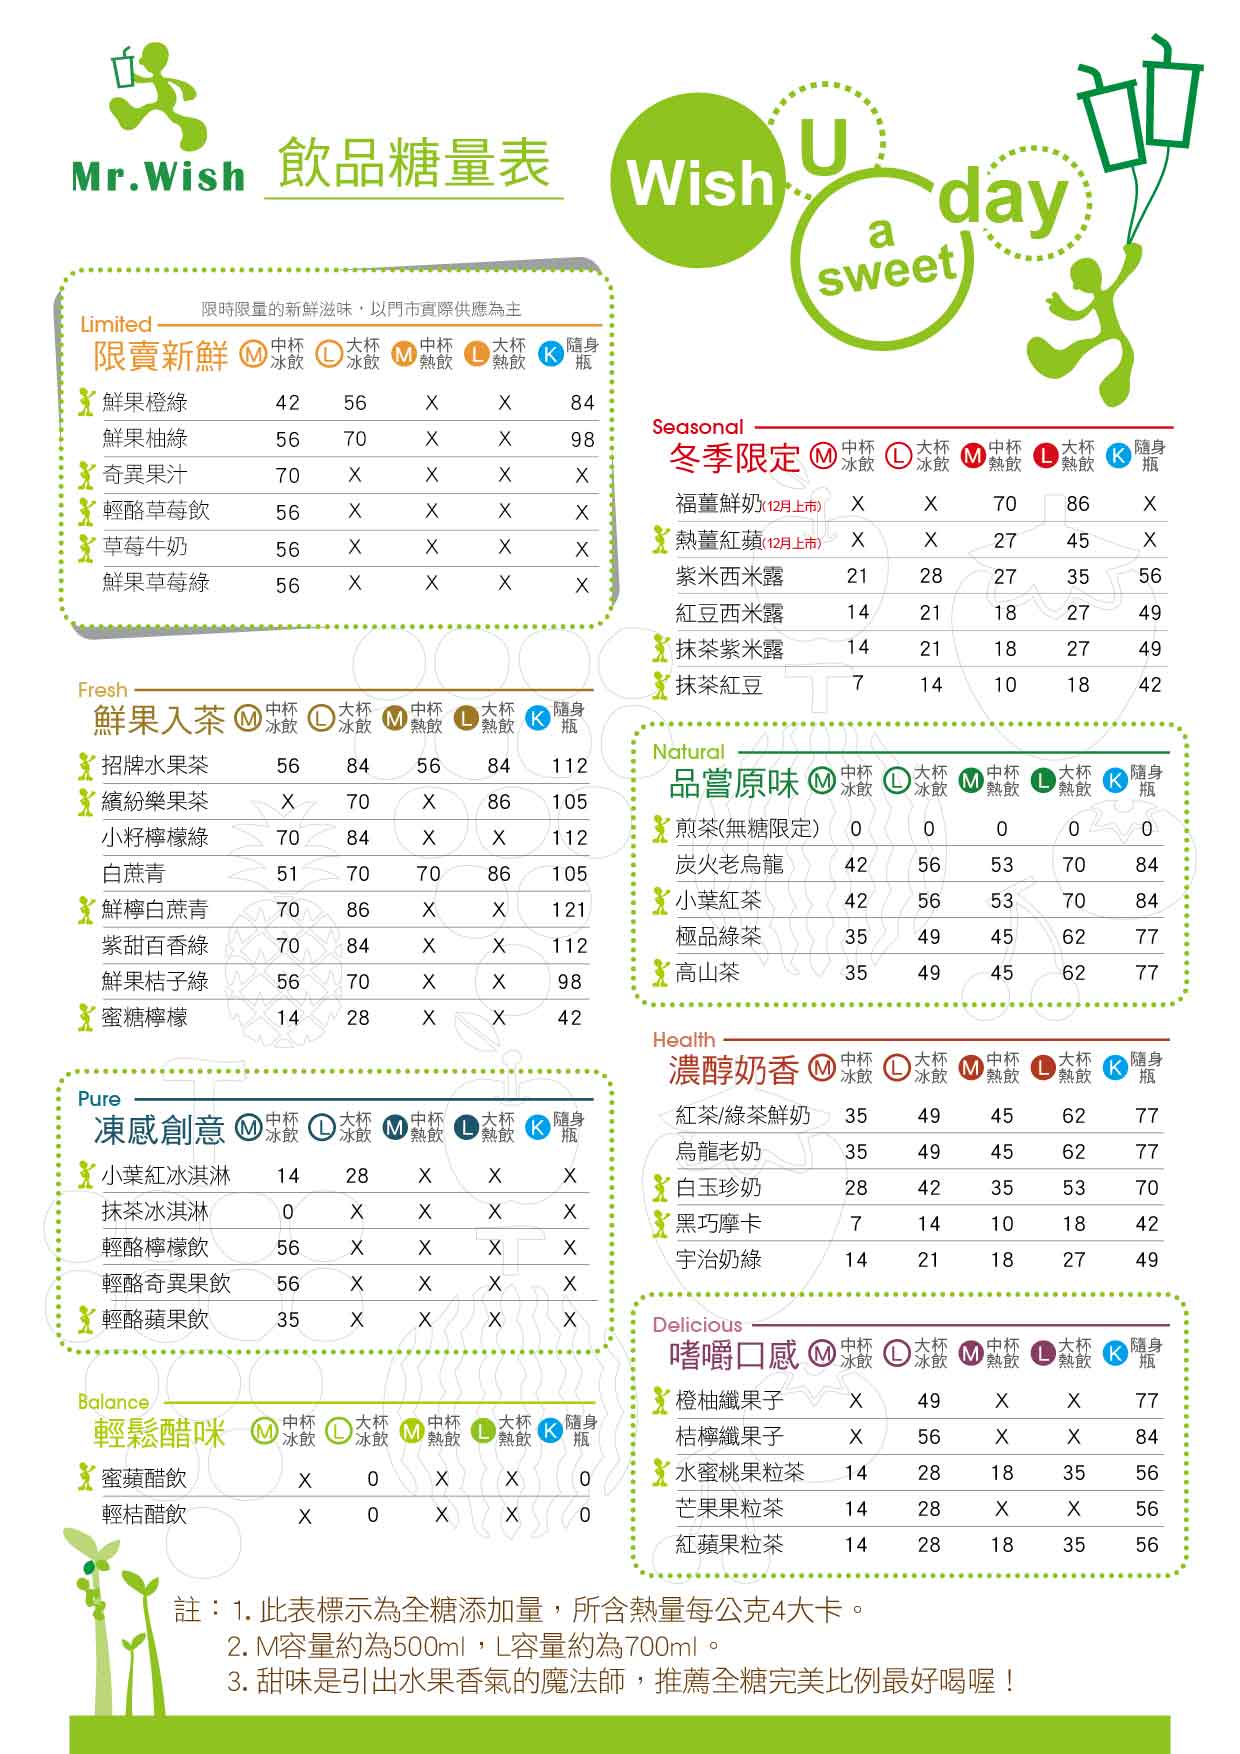 Mr.Wish 飲品糖量表
Wish U a sweet day
限時限量的新鮮滋味，以門市實際供應為主
Limited
限賣新鮮 M 中杯冰飲 L 大杯冰飲 M 中杯熱飲 L 大杯熱飲 K 隨身瓶
鮮果橙綠 42 56 X X 84
鮮果柚綠 56 70 X X 98
奇異果汁 70 X X X X
輕酪草莓飲 56 X X X X
草莓牛奶 56 X X X X
鮮果草莓綠 56 X X X X
Fresh
鮮果入茶 M 中杯冰飲 L 大杯冰飲 M 中杯熱飲 L 大杯熱飲 K 隨身瓶
招牌水果茶 56 84 56 84 112
繽紛樂果茶 X 70 X 86 105
小籽檸檬綠 70 84 X X 112
白蔗青 51 70 70 86 105
鮮檸白蔗青 70 86 X X 121
紫甜百香綠 70 84 X X 112
鮮果桔子綠 56 70 X X 98
蜜糖檸檬 14 28 X X 42
Pure
凍感創意 M 中杯冰飲 L 大杯冰飲 M 中杯熱飲 L 大杯熱飲 K 隨身瓶
小葉紅冰淇淋 14 28 X X X
抹茶冰淇淋 0 X X X X
輕酪檸檬飲 56 X X X X
輕酪奇異果飲 56 X X X X
輕酪蘋果飲 35 X X X X
Balance
輕鬆醋咪 M 中杯冰飲 L 大杯冰飲 M 中杯熱飲 L 大杯熱飲 K 隨身瓶
蜜蘋醋飲 X 0 X X 0
輕桔醋飲 X 0 X X 0
Seasonal
冬季限定 M 中杯冰飲 L 大杯冰飲 M 中杯熱飲 L 大杯熱飲 K 隨身瓶
福薑鮮奶(12月上市) X X 70 86 X
熱薑紅蘋(12月上市) X X 27 45 X
紫米西米露 21 28 27 35 56
紅豆西米露 14 21 18 27 49
抹茶紫米露 14 21 18 27 49
抹茶紅豆 7 14 10 18 42
Natural
品嘗原味 M 中杯冰飲 L 大杯冰飲 M 中杯熱飲 L 大杯熱飲 K 隨身瓶
煎茶(無糖限定) 0 0 0 0 0
炭火老烏龍 42 56 53 70 84
小葉紅茶 42 56 53 70 84
極品綠茶 35 49 45 62 77
高山茶 35 49 45 62 77
Health
濃醇奶香 M 中杯冰飲 L 大杯冰飲 M 中杯熱飲 L 大杯熱飲 K 隨身瓶
紅茶/綠茶鮮奶 35 49 45 62 77
烏龍老奶 35 49 45 62 77
白玉珍奶 28 42 35 53 70
黑巧摩卡 7 14 10 18 42
宇治奶綠 14 21 18 27 49
Delicious
嗜嚼口感 M 中杯冰飲 L 大杯冰飲 M 中杯熱飲 L 大杯熱飲 K 隨身瓶
橙柚纖果子 X 49 X X 77
桔檸纖果子 X 56 X X 84
水蜜桃果粒茶 14 28 18 35 56
芒果果粒茶 14 28 X X 56
紅蘋果粒茶 14 28 18 35 56
註：1. 此表標示為全糖添加量，所含熱量每公克4大卡。
2. M容量約為500ml，L容量約為700ml。
3. 甜味是引出水果香氣的魔法師，推薦全糖完美比例最好喝喔！